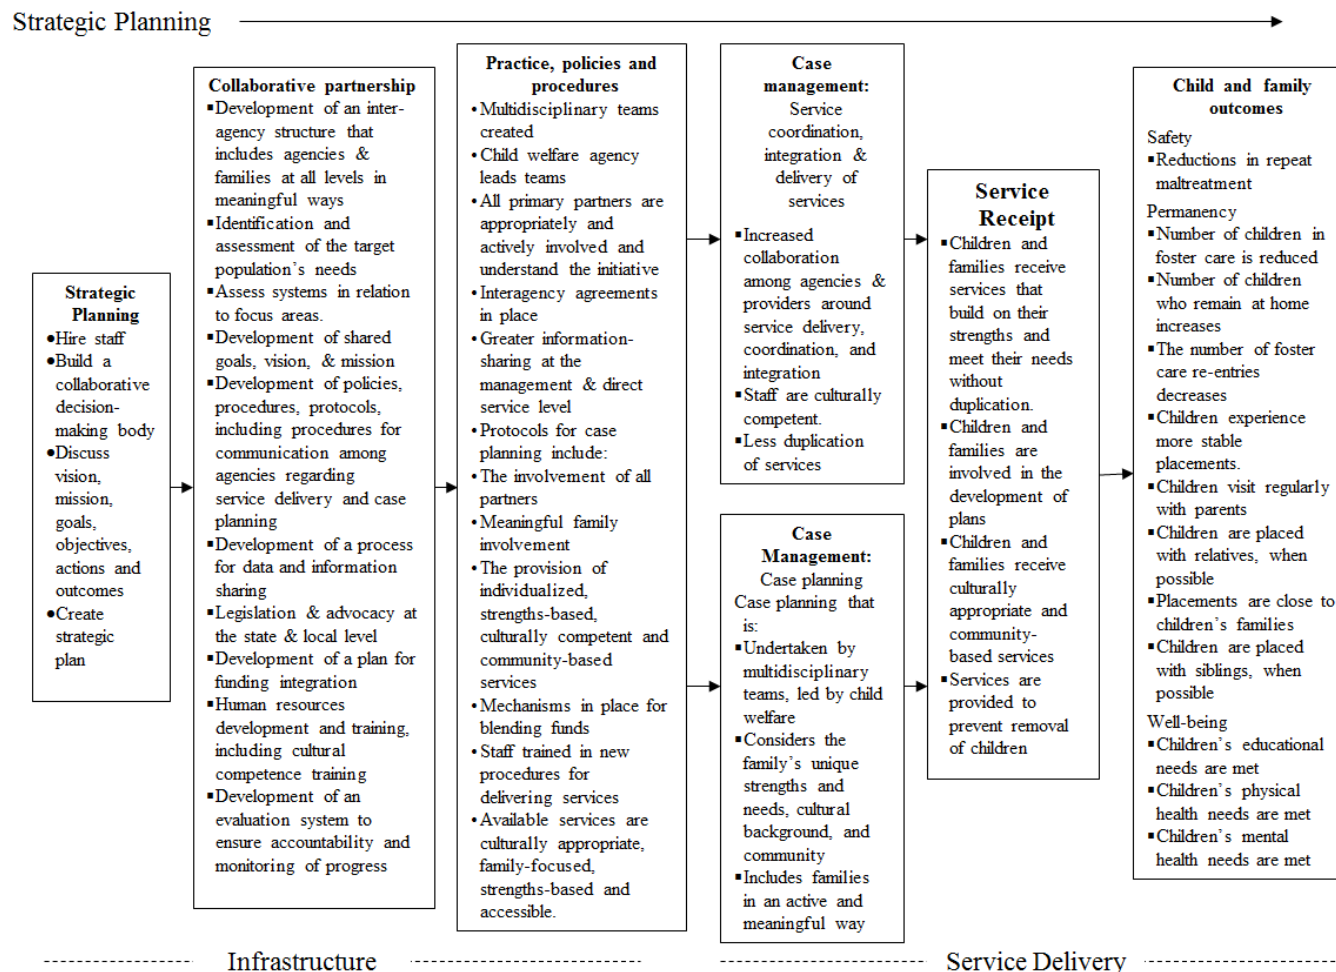 Strategic Planning
Strategic
Planning
●Hire staff
●Build a
collaborative
decision-
making body
●Discuss
vision,
mission,
goals,
objectives,
actions and
outcomes
●Create
strategic
plan
Collaborative partnership
▪Development of an inter-
agency structure that
includes agencies &
families at all levels in
meaningful ways
▪Identification and
assessment of the target
population's needs
▪Assess systems in relation
to focus areas.
▪Development of shared
goals, vision, & mission
▪Development of policies,
procedures, protocols,
including procedures for
communication among
agencies regarding
service delivery and case
planning
▪Development of a process
for data and information
sharing
▪Legislation & advocacy at
the state & local level
▪Development of a plan for
funding integration
▪Human resources
development and training,
including cultural
competence training
▪Development of an
evaluation system to
ensure accountability and
monitoring of progress
Practice, policies and
procedures
•Multidisciplinary teams
created
•Child welfare agency
leads teams
•All primary partners are
appropriately and
actively involved and
understand the initiative
•Interagency agreements
in place
•Greater information-
sharing at the
management & direct
service level
•Protocols for case
planning include:
•The involvement of all
partners
•Meaningful family
involvement
•The provision of
individualized,
strengths-based,
culturally competent and
community-based
services
•Mechanisms in place for
blending funds
•Staff trained in new
procedures for
delivering services
•Available services are
culturally appropriate,
family-focused,
strengths-based and
accessible.
Case
management:
Service
coordination,
integration &
delivery of
services
▪Increased
collaboration
among agencies &
providers around
service delivery,
coordination, and
integration
▪Staff are culturally
competent.
▪Less duplication
of services
Case
Management:
Case planning
Case planning that
is:
▪Undertaken by
multidisciplinary
teams, led by child
welfare
▪Considers the
family's unique
strengths and
needs, cultural
background, and
community
▪Includes families
in an active and
meaningful way
Service
Receipt
▪Children and
families receive
services that
build on their
strengths and
meet their needs
without
duplication.
▪Children and
families are
involved in the
development of
plans
▪Children and
families receive
culturally
appropriate and
community-
based services
▪Services are
provided to
prevent removal
of children
Child and family
outcomes
Safety
▪Reductions in repeat
maltreatment
Permanency
▪Number of children in
foster care is reduced
▪Number of children
who remain at home
increases
▪The number of foster
care re-entries
decreases
▪Children experience
more stable
placements.
▪Children visit regularly
with parents
▪Children are placed
with relatives, when
possible
▪Placements are close to
children's families
▪Children are placed
with siblings, when
possible
Well-being
▪Children's educational
needs are met
▪Children's physical
health needs are met
▪Children's mental
health needs are met
Infrastructure
Service Delivery